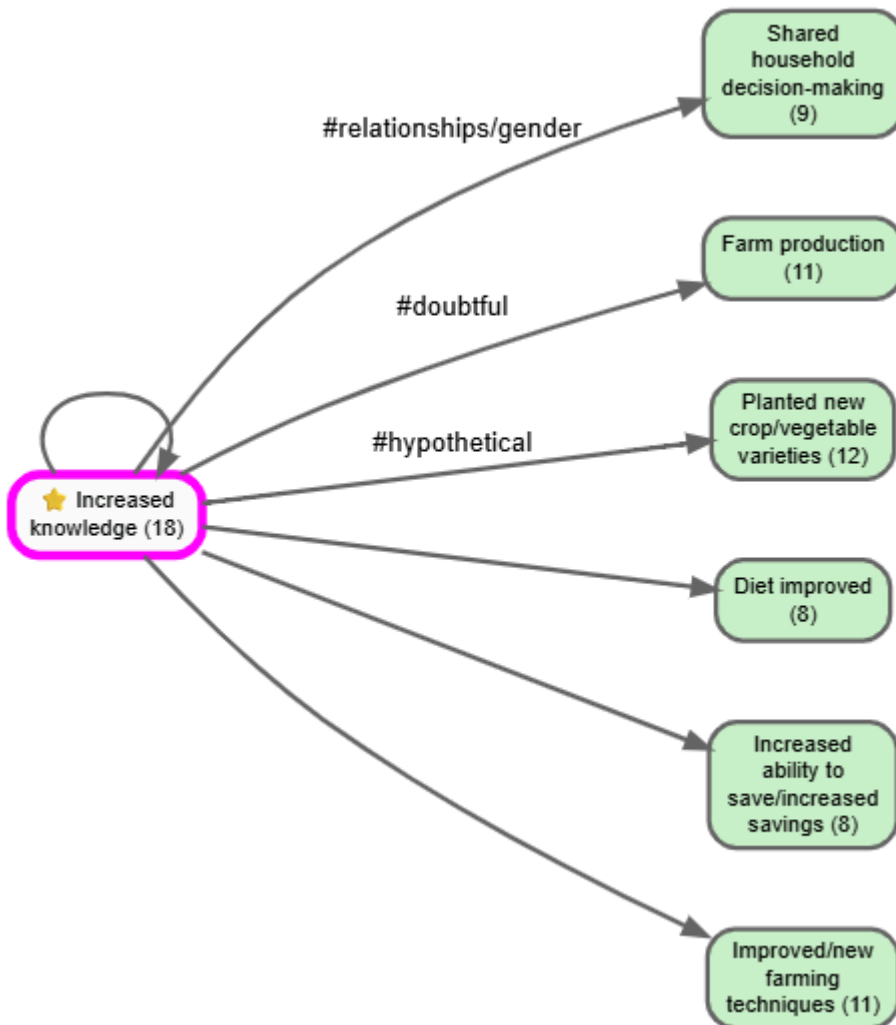 Shared
household
decision-making
(9)
#relationships/gender
Farm production
(11)
#doubtful
Planted new
crop/vegetable
varieties (12)
#hypothetical
Increased
knowledge (18)
Diet improved
(8)
Increased
ability to
save/increased
savings (8)
Improved/new
farming
techniques (11)